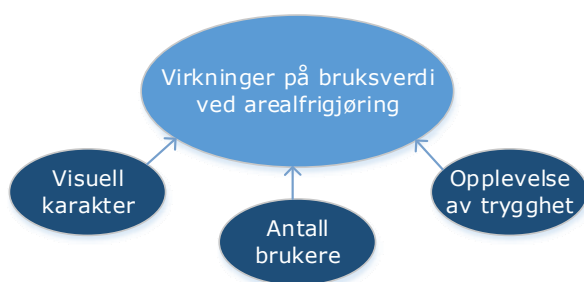 Virkninger på bruksverdi
ved arealfrigjøring
Visuell
karakter
Antall
brukere
Opplevelse
av trygghet